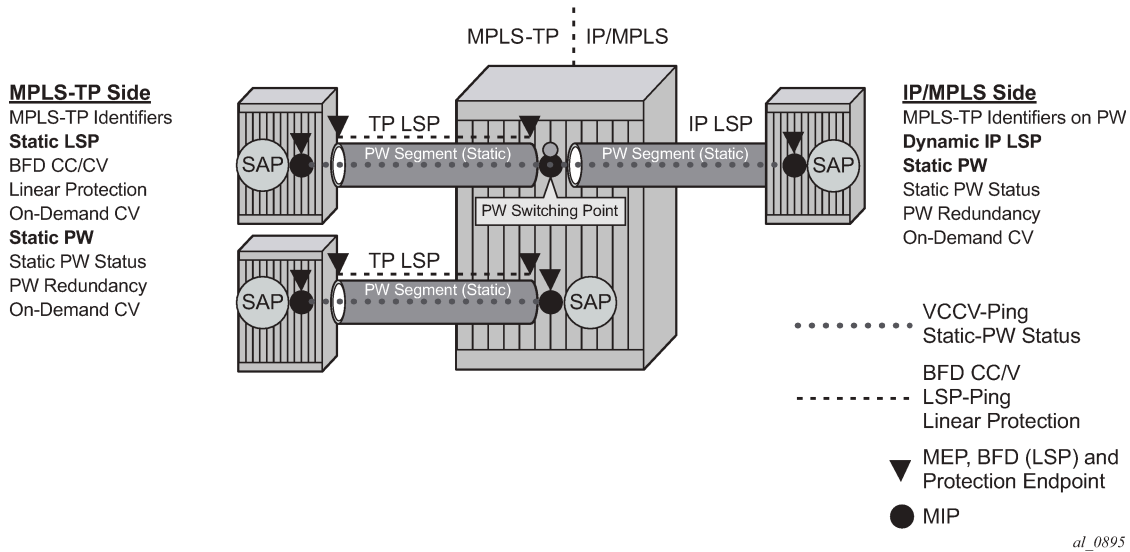 MPLS-TP
IP/MPLS
MPLS-TP Side
MPLS-TP Identifiers
Static LSP
BFD CC/CV
Linear Protection
On-Demand CV
Static PW
Static PW Status
PW Redundancy
On-Demand CV
SAP
TP LSP
PW Segment (Static)
PW Switching Point
IP LSP
PW Segment (Static)
SAP
SAP
TP LSP
PW Segment (Static)
SAP
IP/MPLS Side
MPLS-TP Identifiers on PW
Dynamic IP LSP
Static PW
Static PW Status
PW Redundancy
On-Demand CV
VCCV-Ping
Static-PW Status
BFD CC/V
LSP-Ping
Linear Protection
MEP, BFD (LSP) and
Protection Endpoint
MIP
al_0895